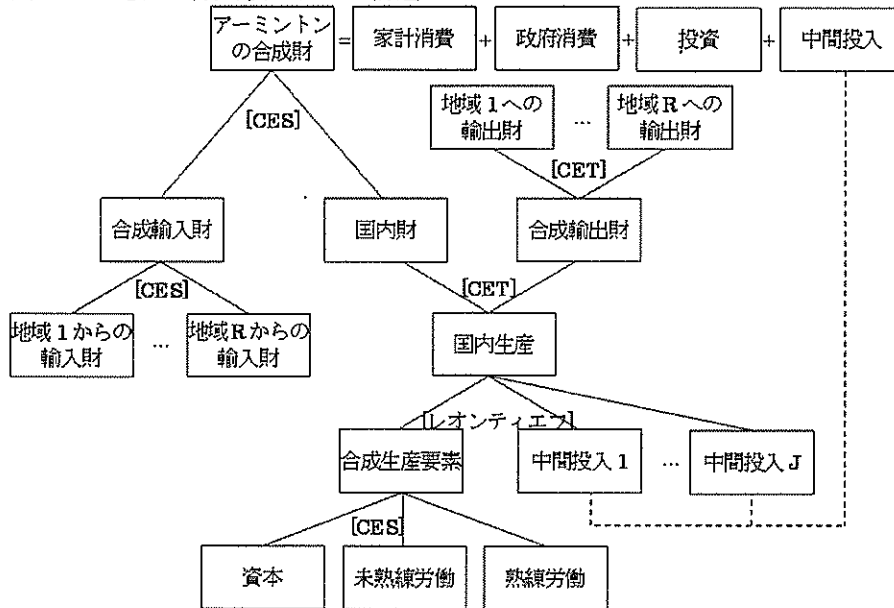 アーミントン
の合成財
=
家計消費
+
政府消費
+
投資
+
中間投入
[CES]
地域1への
輸出財
...
地域Rへの
輸出財
[CET]
合成輸入財
国内財
合成輸出財
[CES]
[CET]
地域1からの
輸入財
...
地域Rからの
輸入財
国内生産
[レオンティエフ]
合成生産要素
中間投入1
...
中間投入J
[CES]
資本
未熟練労働
熟練労働